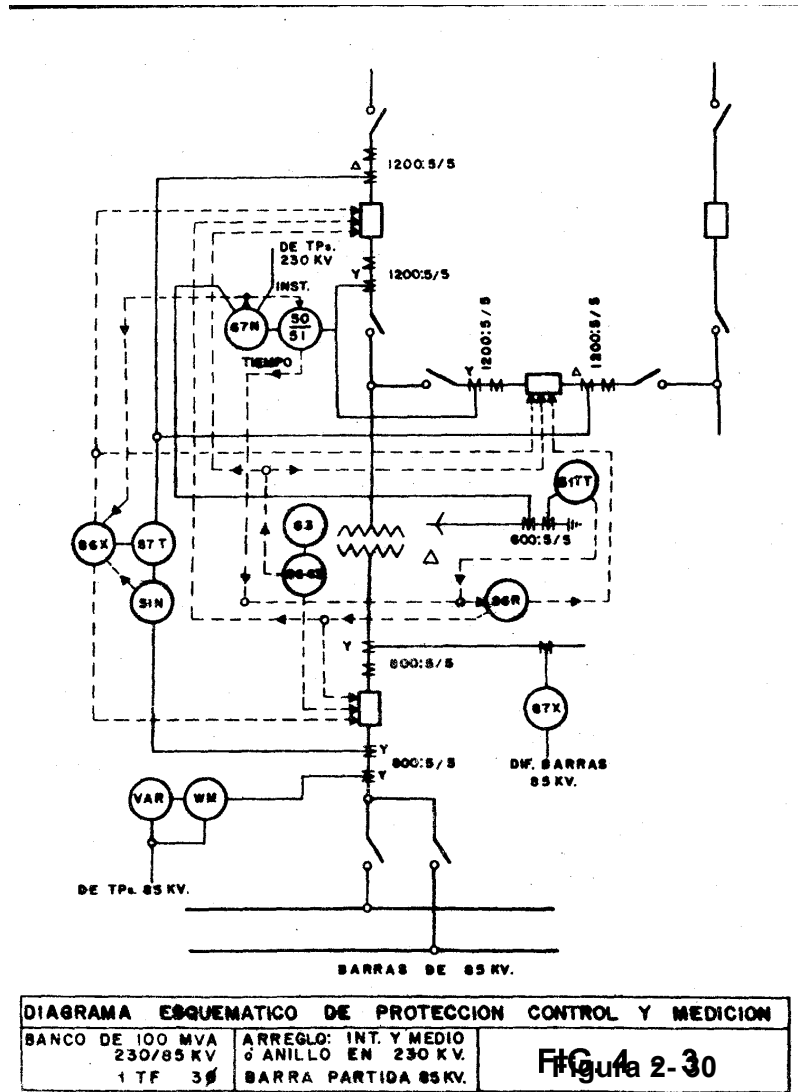 1200:5/5
DE TPs.
230 KV
Y 1200:5/5
INST.
67N
50
51
TIEMPO
1200:5/5
1200:5/5
Y
51TT
63
600:5/5
86X
87T
86-63
51N
86R
Y
800:5/5
87X
Y
800:5/5
Y
DIF. BARRAS
85 KV.
VAR
WM
DE TPs. 85 KV.
BARRAS DE 85 KV.
DIAGRAMA ESQUEMATICO DE PROTECCION CONTROL Y MEDICION
BANCO DE 100 MVA
230/85 KV
1 TF 3Ø
ARREGLO: INT. Y MEDIO
ó ANILLO EN 230 KV.
BARRA PARTIDA 85 KV.
Figura 2-30